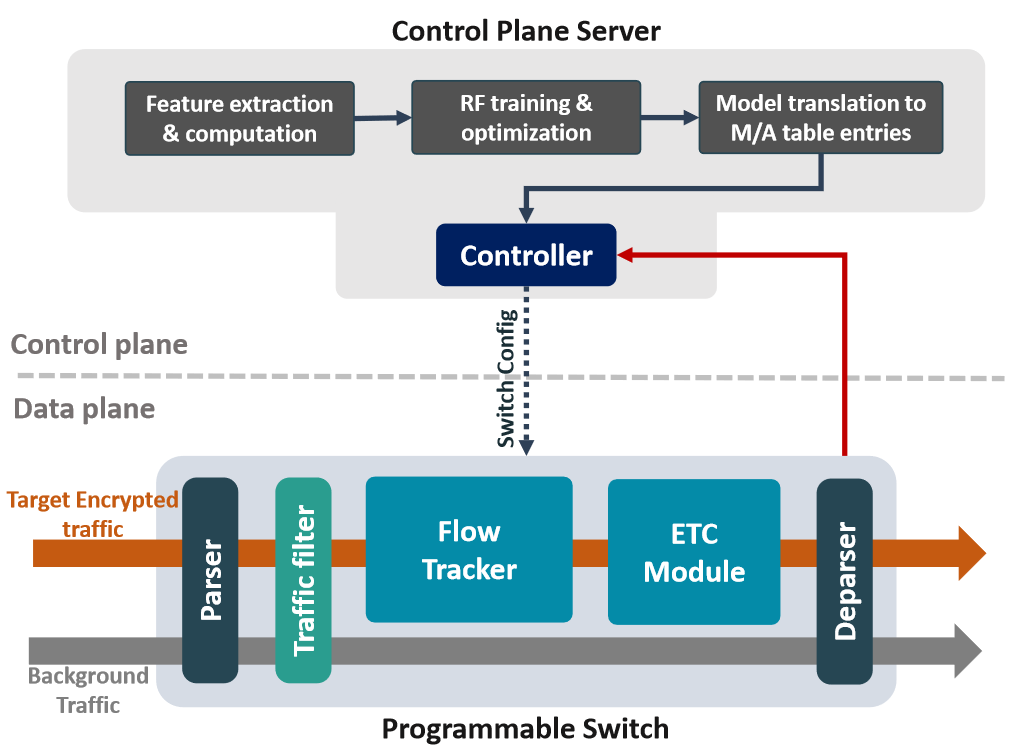 Control Plane Server
Feature extraction
& computation
RF training &
optimization
Model translation to
M/A table entries
Controller
Switch Config
Control plane
Data plane
Target Encrypted
traffic
Parser
Traffic filter
Flow
Tracker
ETC
Module
Deparser
Background
Traffic
Programmable Switch